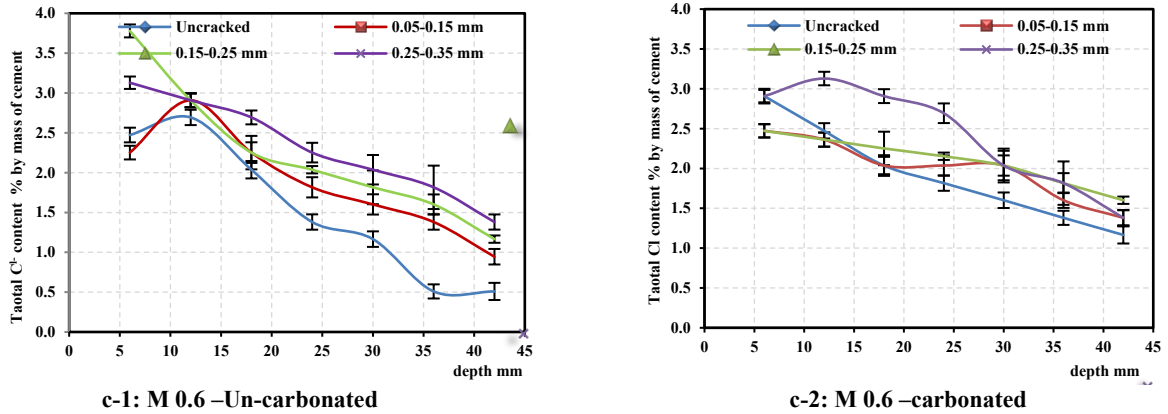 Uncracked
0.05-0.15 mm
0.15-0.25 mm
0.25-0.35 mm
Taotal C¹- content % by mass of cement
4.0
3.5
3.0
2.5
2.0
1.5
1.0
0.5
0.0
0 5 10 15 20 25 30 35 40 45
depth mm
c-1: M 0.6 –Un-carbonated
Uncracked
0.05-0.15 mm
0.15-0.25 mm
0.25-0.35 mm
Taotal Cl content % by mass of cement
4.0
3.5
3.0
2.5
2.0
1.5
1.0
0.5
0.0
0 5 10 15 20 25 30 35 40 45
depth mm
c-2: M 0.6 –carbonated